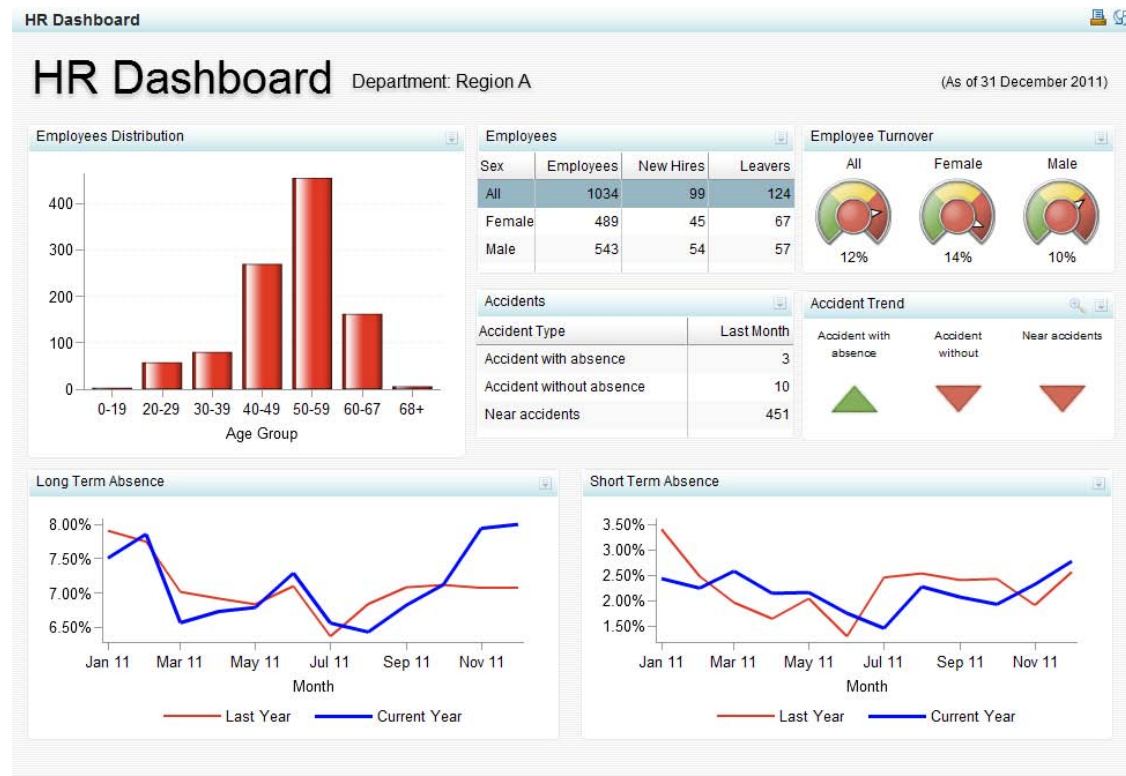 HR Dashboard
HR Dashboard Department: Region A (As of 31 December 2011)
Employees Distribution
400
300
200
100
0
0-19 20-29 30-39 40-49 50-59 60-67 68+
Age Group
Employees
Sex Employees New Hires Leavers
All 1034 99 124
Female 489 45 67
Male 543 54 57
Employee Turnover
All Female Male
12% 14% 10%
Accidents
Accident Type Last Month
Accident with absence 3
Accident without absence 10
Near accidents 451
Accident Trend
Accident with absence
Accident without
Near accidents
Long Term Absence
8.00%
7.50%
7.00%
6.50%
Jan 11 Mar 11 May 11 Jul 11 Sep 11 Nov 11
Month
Last Year Current Year
Short Term Absence
3.50%
3.00%
2.50%
2.00%
1.50%
Jan 11 Mar 11 May 11 Jul 11 Sep 11 Nov 11
Month
Last Year Current Year